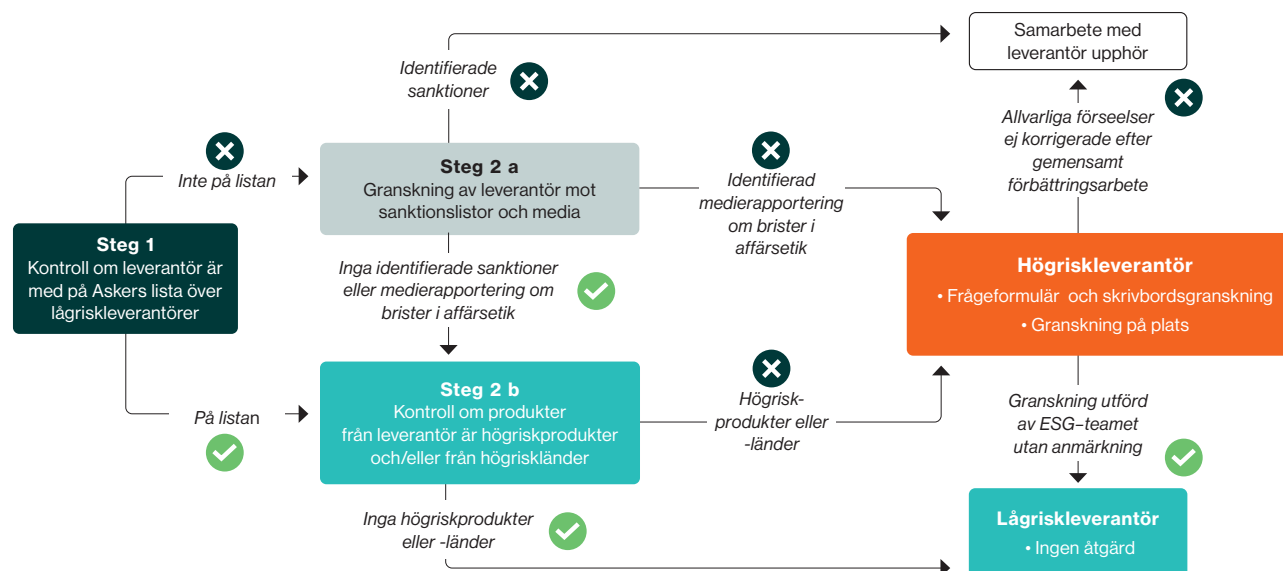 Steg 1
Kontroll om leverantör är
med på Askers lista över
lågriskleverantörer
Inte på listan
På listan
Identifierade
sanktioner
Steg 2 a
Granskning av leverantör mot
sanktionslistor och media
Inga identifierade sanktioner
eller medierapportering om
brister i affärsetik
Steg 2 b
Kontroll om produkter
från leverantör är högriskprodukter
och/eller från högriskländer
Inga högriskprodukter
eller -länder
Identifierad
medierapportering
om brister i
affärsetik
Högrisk-
produkter eller
-länder
Samarbete med
leverantör upphör
Allvarliga förseelser
ej korrigerade efter
gemensamt
förbättringsarbete
Högriskleverantör
• Frågeformulär och skrivbordsgranskning
• Granskning på plats
Granskning utförd
av ESG–teamet
utan anmärkning
Lågriskleverantör
• Ingen åtgärd